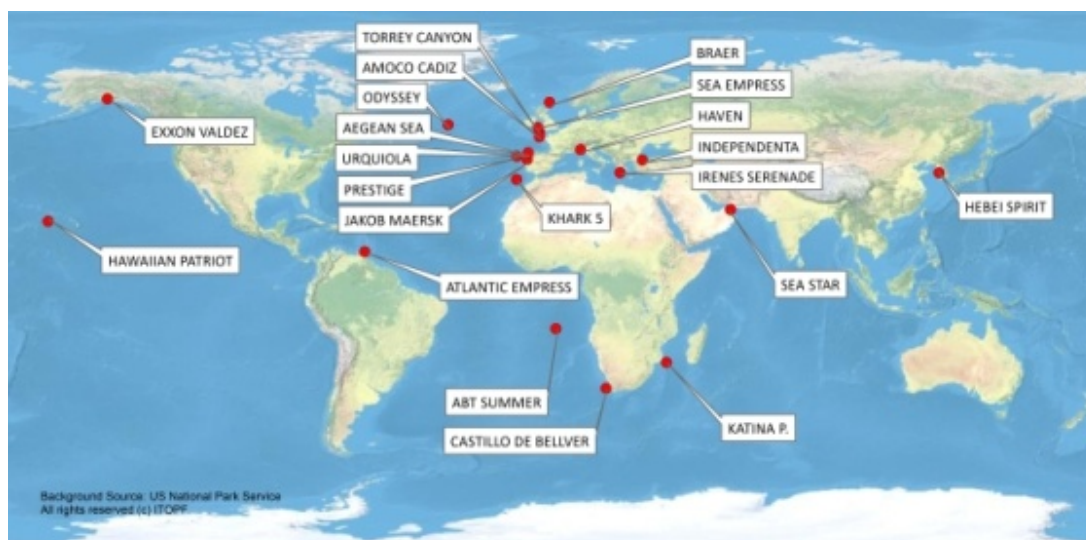 TORREY CANYON
BRAER
AMOCO CADIZ
SEA EMPRESS
ODYSSEY
HAVEN
EXXON VALDEZ
AEGEAN SEA
INDEPENDENTA
URQUIOLA
IRENES SERENADE
PRESTIGE
HEBEI SPIRIT
JAKOB MAERSK
KHARK 5
HAWAIIAN PATRIOT
ATLANTIC EMPRESS
SEA STAR
ABT SUMMER
KATINA P.
CASTILLO DE BELLVER
Background Source: US National Park Service
All rights reserved (c) ITOPF